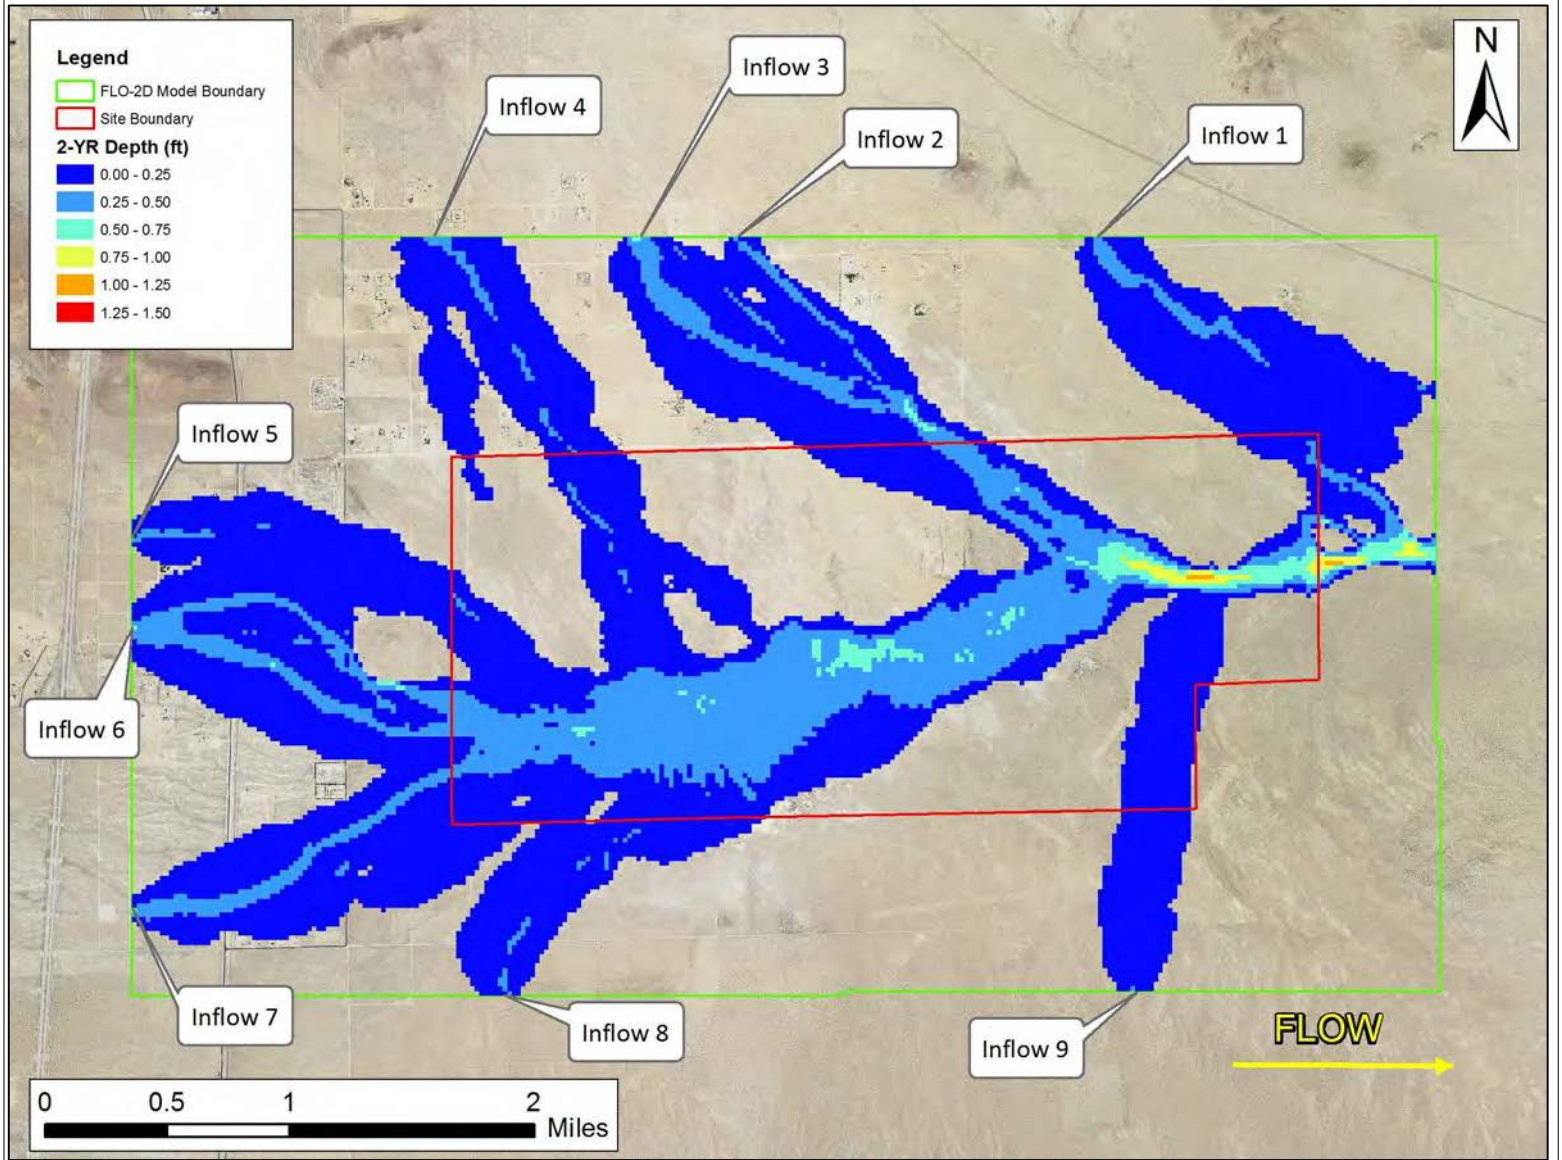 Legend
FLO-2D Model Boundary
Site Boundary
2-YR Depth (ft)
0.00 - 0.25
0.25 - 0.50
0.50 - 0.75
0.75 - 1.00
1.00 - 1.25
1.25 - 1.50
N
Inflow 3
Inflow 4
Inflow 2
Inflow 1
Inflow 5
Inflow 6
Inflow 7
Inflow 8
Inflow 9
FLOW
0 0.5 1 2
Miles